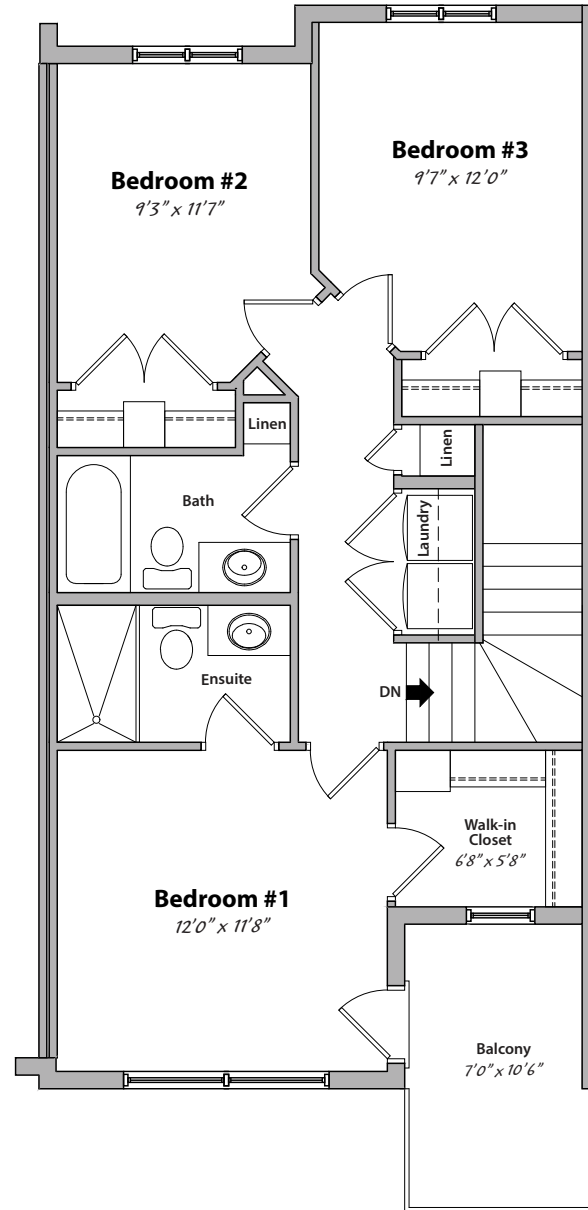 Bedroom #3
9'7" x 12'0"
Bedroom #2
9'3" x 11'7"
Linen
Linen
Bath
Laundry
Ensuite
DN
Walk-in
Closet
6'8" x 5'8"
Bedroom #1
12'0" x 11'8"
Balcony
7'0" x 10'6"